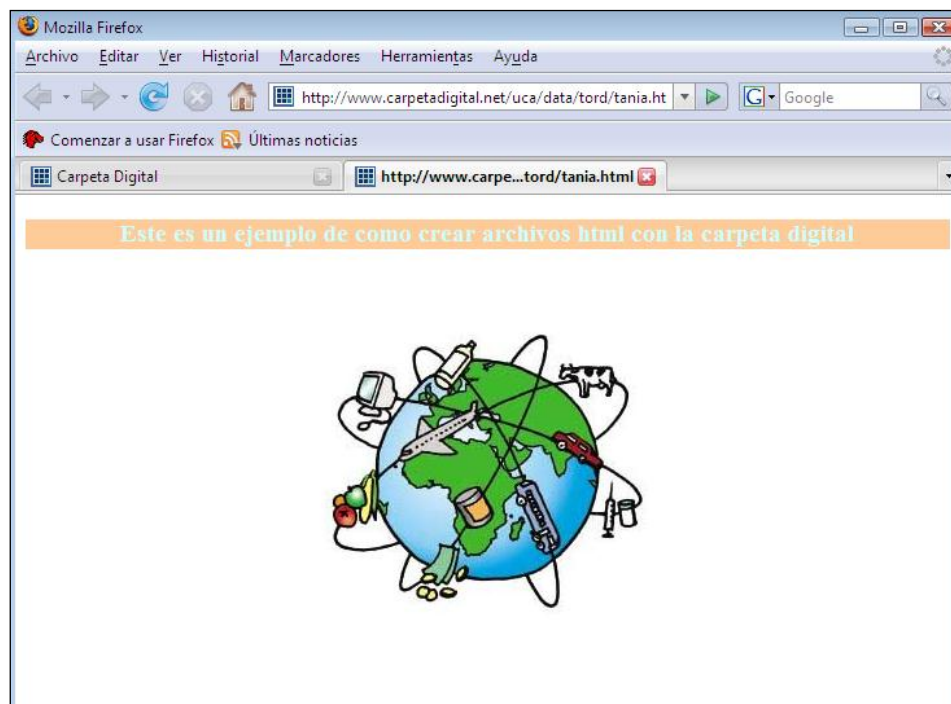 Mozilla Firefox
Archivo Editar Ver Historial Marcadores Herramientas Ayuda
http://www.carpetadigital.net/uca/data/tord/tania.ht G Google
Comenzar a usar Firefox Últimas noticias
Carpeta Digital http://www.carpe...tord/tania.html
Este es un ejemplo de como crear archivos html con la carpeta digital